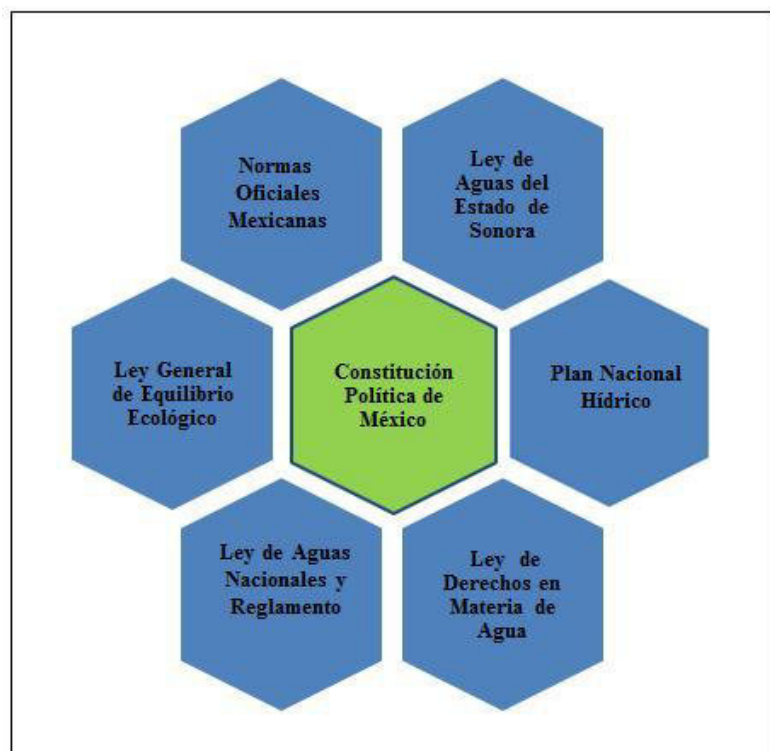 Normas
Oficiales
Mexicanas
Ley de
Aguas del
Estado de
Sonora
Ley General
de Equilibrio
Ecológico
Constitución
Política de
México
Plan Nacional
Hídrico
Ley de Aguas
Nacionales y
Reglamento
Ley de
Derechos en
Materia de
Agua